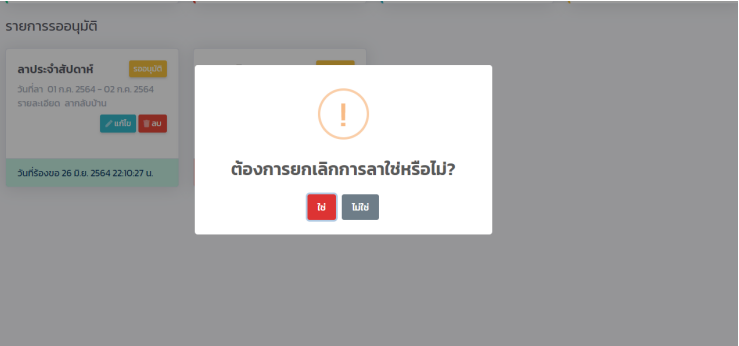 รายการรออนุมัติ
ลาประจำสัปดาห์
รออนุมัติ
วันที่ลา 01 ก.ค. 2564 - 02 ก.ค. 2564
รายละเอียด ลากลับบ้าน
แก้ไข
ลบ
วันที่ร้องขอ 26 มิ.ย. 2564 22:10:27 น.
!
ต้องการยกเลิกการลาใช่หรือไม่?
ใช่
ไม่ใช่